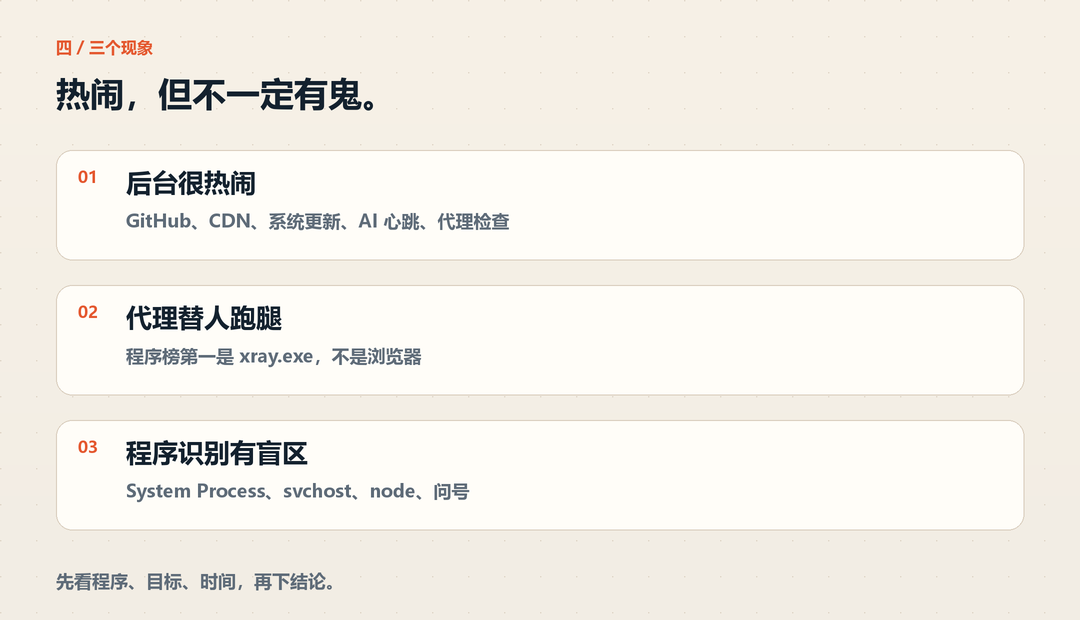 四 / 三个现象
热闹，但不一定有鬼。
01
后台很热闹
GitHub、CDN、系统更新、AI 心跳、代理检查
02
代理替人跑腿
程序榜第一是 xray.exe，不是浏览器
03
程序识别有盲区
System Process、svchost、node、问号
先看程序、目标、时间，再下结论。